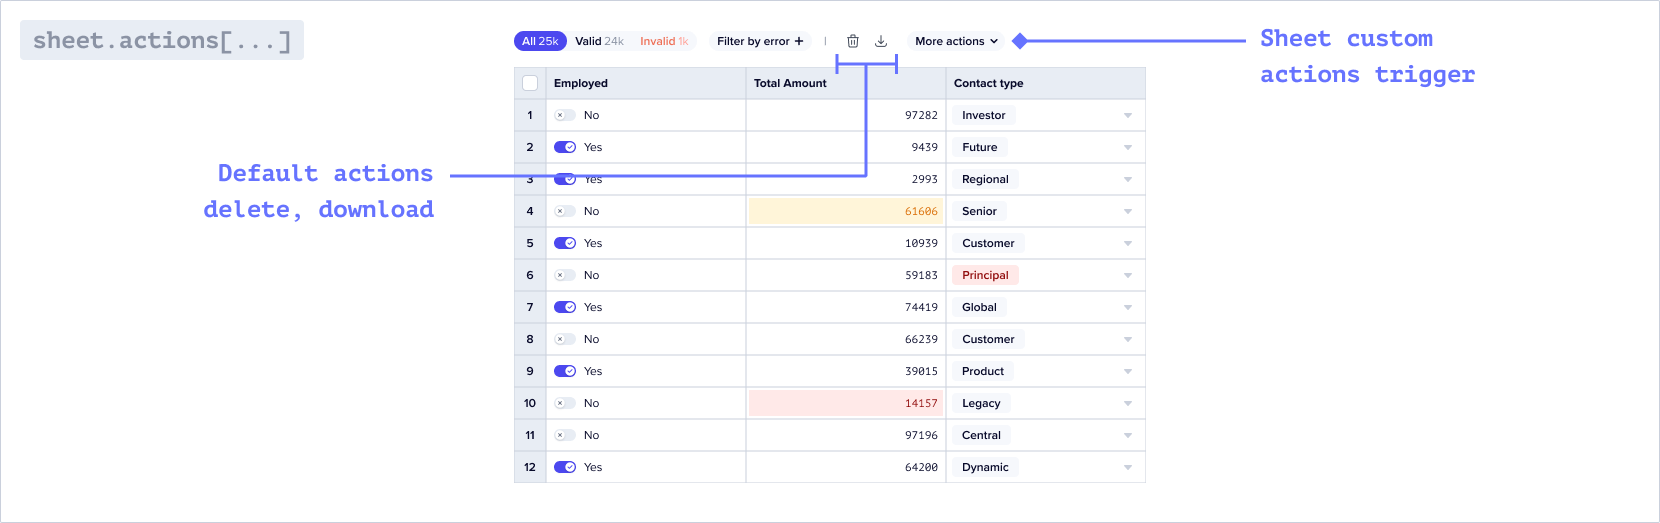 sheet.actions[...]
All 25k Valid 24k Invalid 1k Filter by error + More actions
Sheet custom
actions trigger
Employed Total Amount Contact type
1 No 97282 Investor
2 Yes 9439 Future
Default actions
delete, download
3 Yes 2993 Regional
4 No 61606 Senior
5 Yes 10939 Customer
6 No 59183 Principal
7 Yes 74419 Global
8 No 66239 Customer
9 Yes 39015 Product
10 No 14157 Legacy
11 No 97196 Central
12 Yes 64200 Dynamic